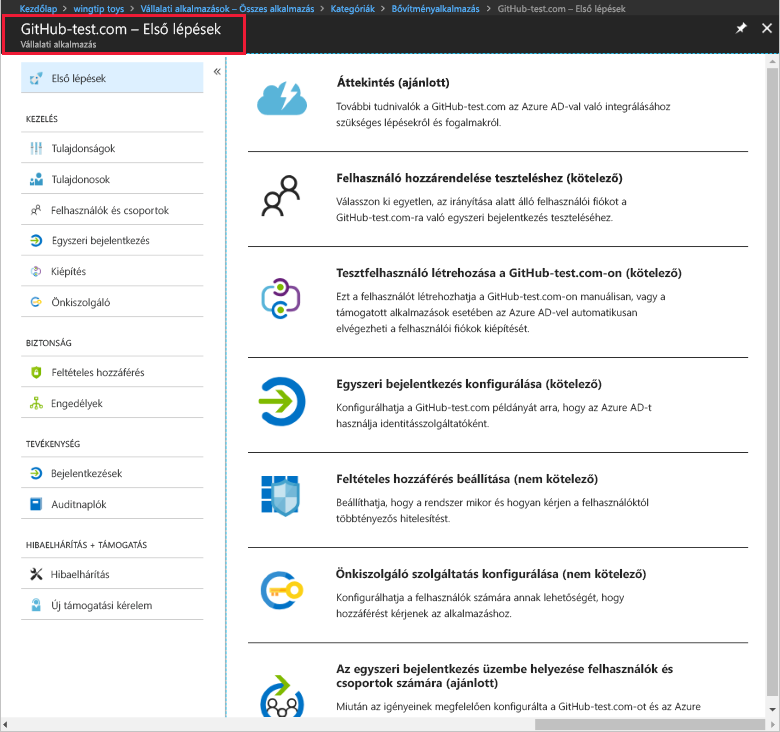 Kezdőlap > wingtip toys > Vállalati alkalmazások – Összes alkalmazás > Kategóriák > Bővítményalkalmazás > GitHub-test.com – Első lépések
GitHub-test.com – Első lépések
Vállalati alkalmazás
Első lépések
KEZELÉS
Tulajdonságok
Tulajdonosok
Felhasználók és csoportok
Egyszeri bejelentkezés
Kiépítés
Önkiszolgáló
BIZTONSÁG
Feltételes hozzáférés
Engedélyek
TEVÉKENYSÉG
Bejelentkezések
Auditnaplók
HIBAELHÁRÍTÁS + TÁMOGATÁS
Hibaelhárítás
Új támogatási kérelem
Áttekintés (ajánlott)
További tudnivalók a GitHub-test.com az Azure AD-val való integrálásához
szükséges lépésekről és fogalmakról.
Felhasználó hozzárendelése teszteléshez (kötelező)
Válasszon ki egyetlen, az irányítása alatt álló felhasználói fiókot a
GitHub-test.com-ra való egyszeri bejelentkezés teszteléséhez.
Tesztfelhasználó létrehozása a GitHub-test.com-on (kötelező)
Ezt a felhasználót létrehozhatja a GitHub-test.com-on manuálisan, vagy a
támogatott alkalmazások esetében az Azure AD-vel automatikusan
elvégezheti a felhasználói fiókok kiépítését.
Egyszeri bejelentkezés konfigurálása (kötelező)
Konfigurálhatja a GitHub-test.com példányát arra, hogy az Azure AD-t
használja identitásszolgáltatóként.
Feltételes hozzáférés beállítása (nem kötelező)
Beállíthatja, hogy a rendszer mikor és hogyan kérjen a felhasználóktól
többtényezős hitelesítést.
Önkiszolgáló szolgáltatás konfigurálása (nem kötelező)
Konfigurálhatja a felhasználók számára annak lehetőségét, hogy
hozzáférést kérjenek az alkalmazáshoz.
Az egyszeri bejelentkezés üzembe helyezése felhasználók és
csoportok számára (ajánlott)
Miután az igényeinek megfelelően konfigurálta a GitHub-test.com-ot és az Azure